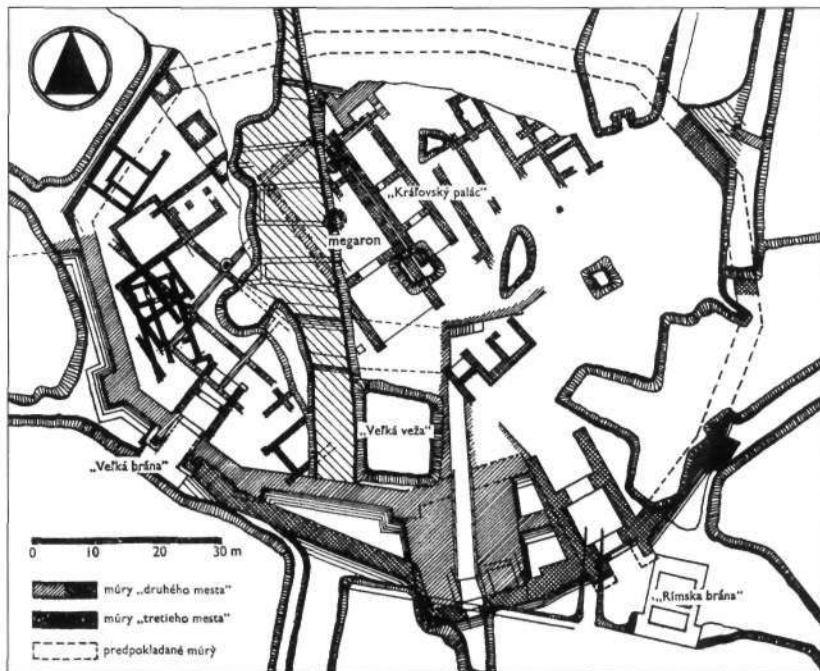 „Kráľovský palác"
megaron
„Veľká veža"
„Veľká brána"
0 10 20 30 m
múry „druhého mesta"
múry „tretieho mesta"
predpokladané múrý
„Rímska brána"